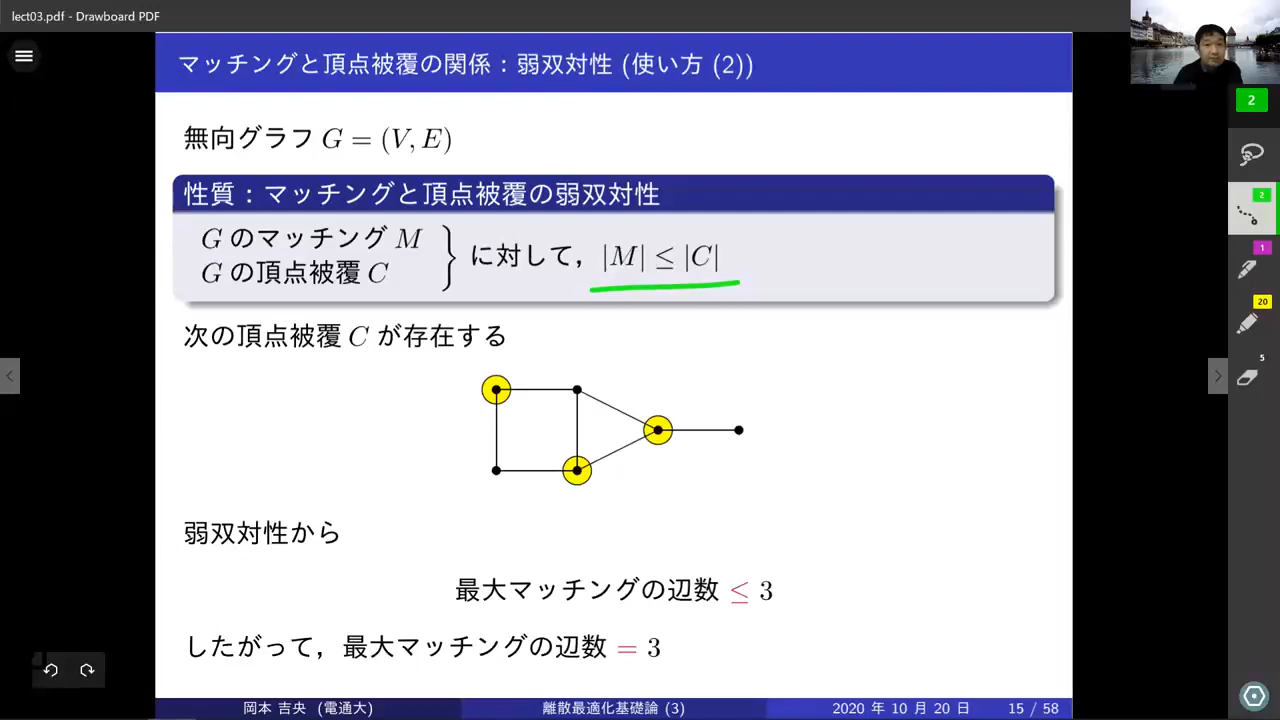 lect03.pdf - Drawboard PDF
マッチングと頂点被覆の関係：弱双対性 (使い方 (2))
2
無向グラフ G = (V, E)
性質：マッチングと頂点被覆の弱双対性
G のマッチング M
G の頂点被覆 C
に対して， |M| ≤ |C|
2
1
20
5
次の頂点被覆 C が存在する
弱双対性から
最大マッチングの辺数 ≤ 3
したがって，最大マッチングの辺数 = 3
岡本 吉央 (電通大)
離散最適化基礎論 (3)
2020 年 10 月 20 日
15 / 58